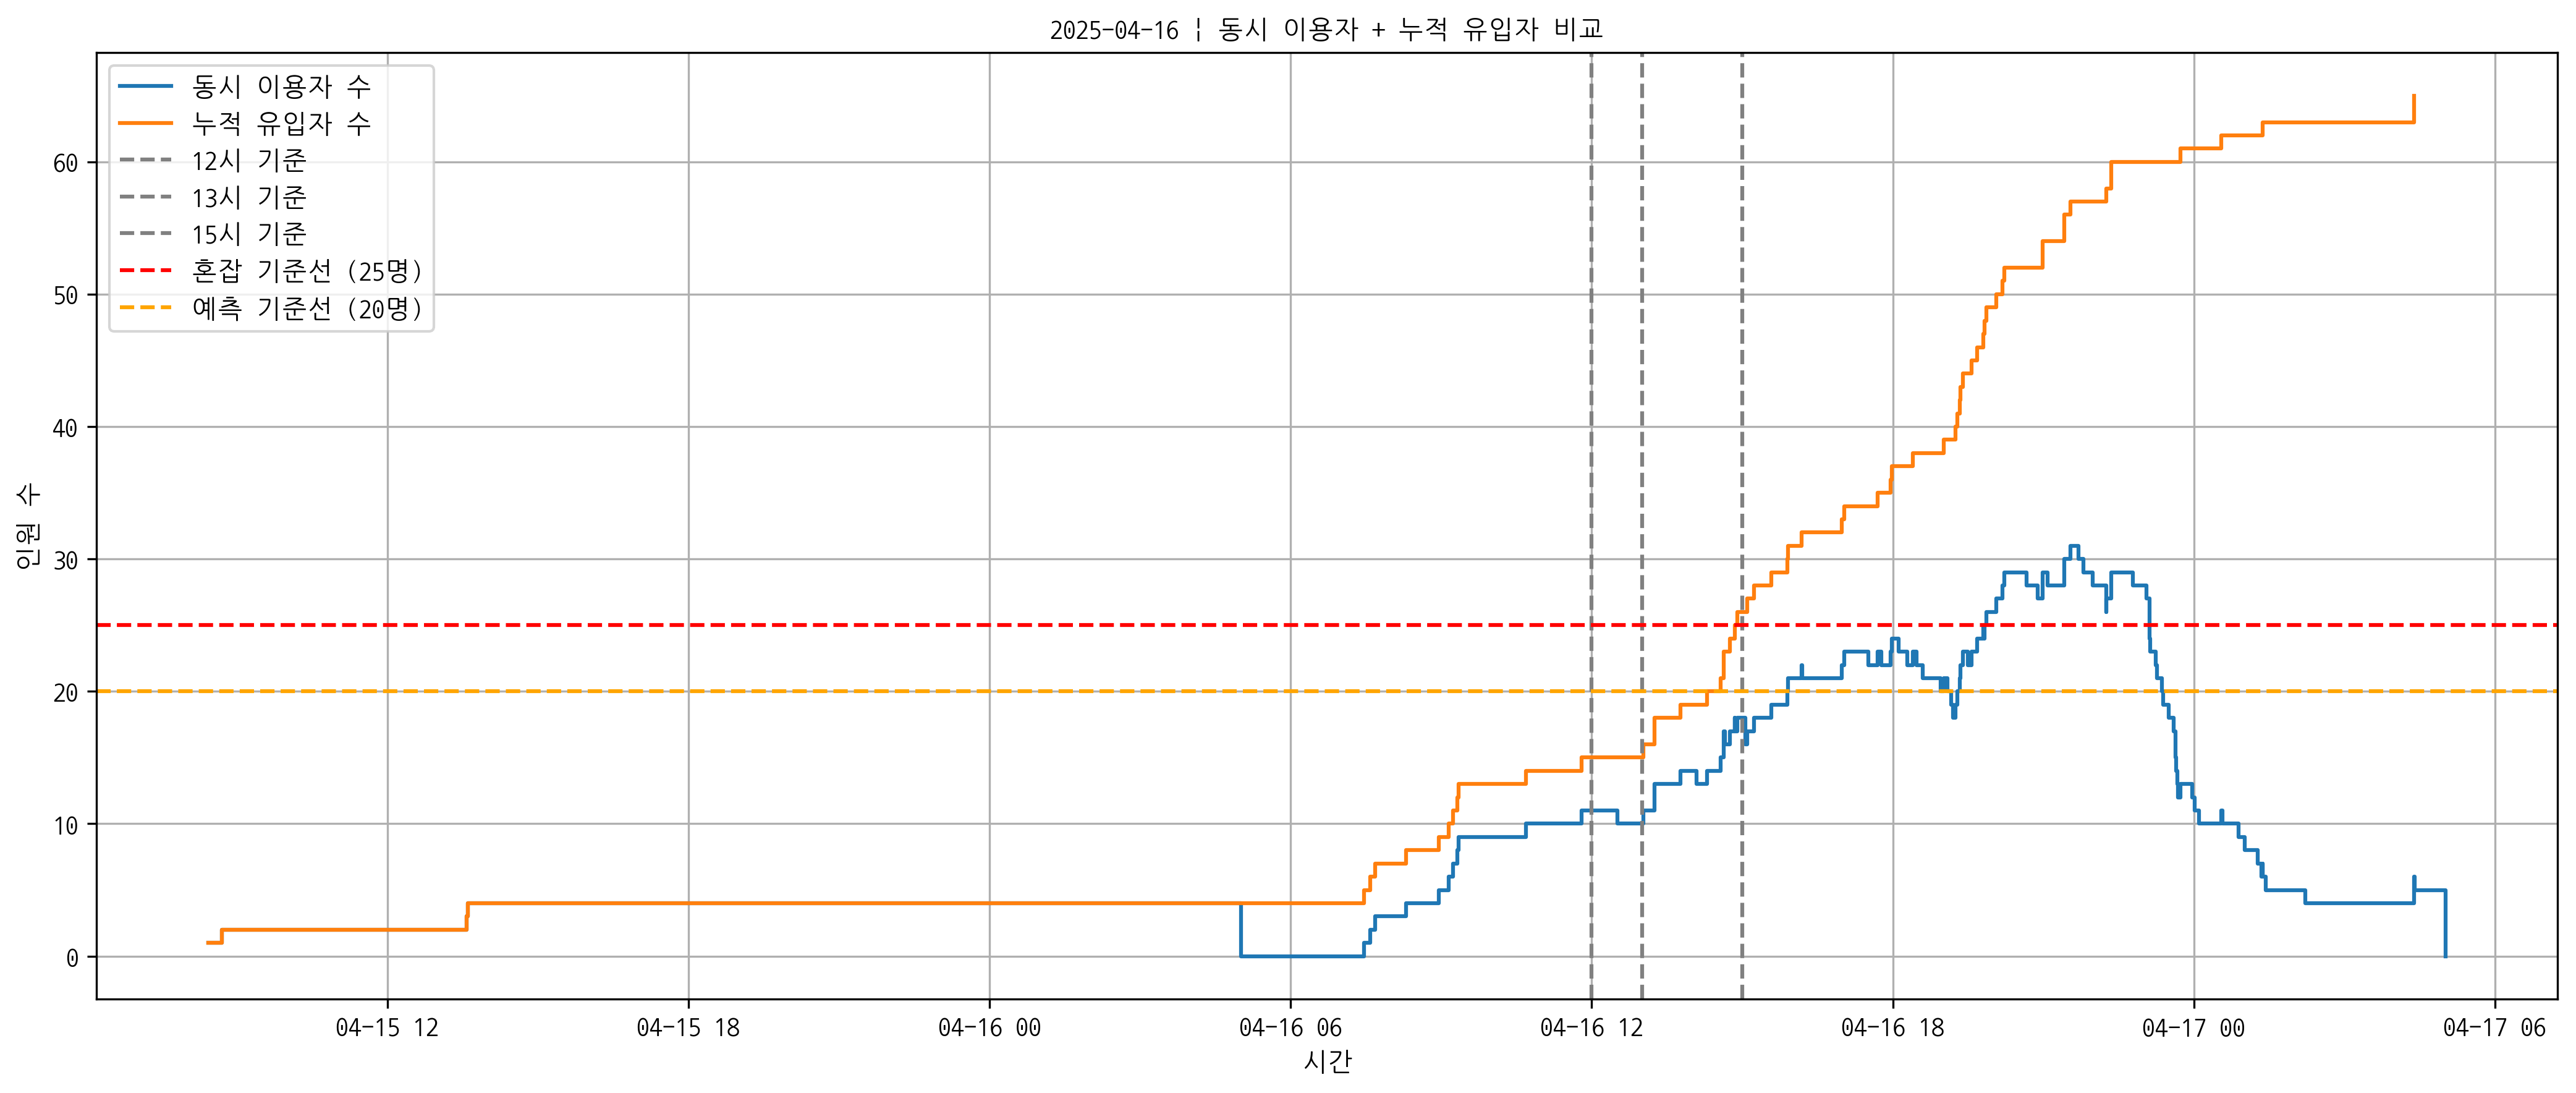 2025-04-16 | 동시 이용자 + 누적 유입자 비교
동시 이용자 수
누적 유입자 수
12시 기준
13시 기준
15시 기준
혼잡 기준선 (25명)
예측 기준선 (20명)
인원 수
60
50
40
30
20
10
0
04-15 12
04-15 18
04-16 00
04-16 06
04-16 12
04-16 18
04-17 00
04-17 06
시간